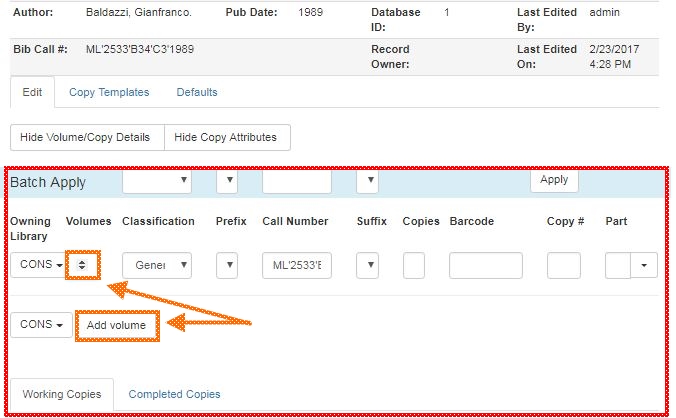 Author: Baldazzi, Gianfranco. Pub Date: 1989 Database ID: 1 Last Edited By: admin
Bib Call #: ML'2533'B34'C3'1989 Record Owner: Last Edited On: 2/23/2017 4:28 PM
Edit Copy Templates Defaults
Hide Volume/Copy Details Hide Copy Attributes
Batch Apply Apply
Owning Library Volumes Classification Prefix Call Number Suffix Copies Barcode Copy # Part
CONS Gener ML'2533'B
CONS Add volume
Working Copies Completed Copies